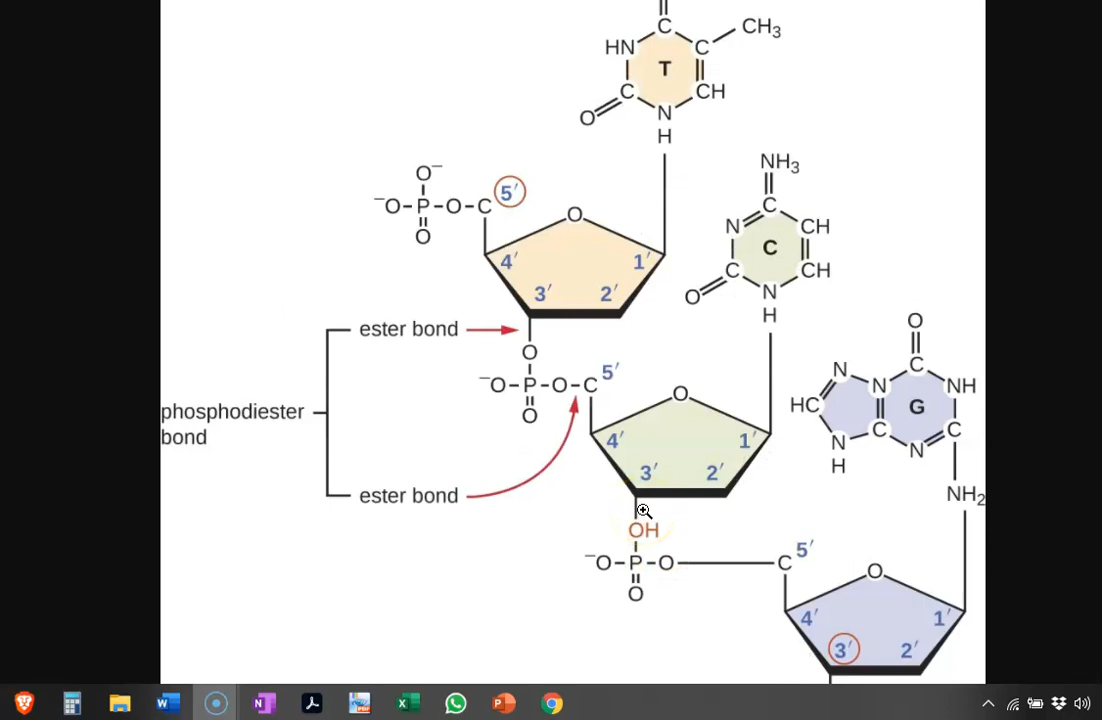 C
CH3
HN
C
T
C
CH
O
N
H
NH3
O−
5′
−O-P-O-C
O
O
C
N
CH
C
4′
1′
C
CH
3′
2′
O
N
H
ester bond
O
O
5′
−O-P-O-C
O
N
C
N
NH
O
HC
G
phosphodiester
bond
C
C
4′
1′
N
N
H
3′
2′
ester bond
NH2
OH
5′
−O-P-O
C
O
O
4′
1′
3′
2′
W
N
PDF
X
P